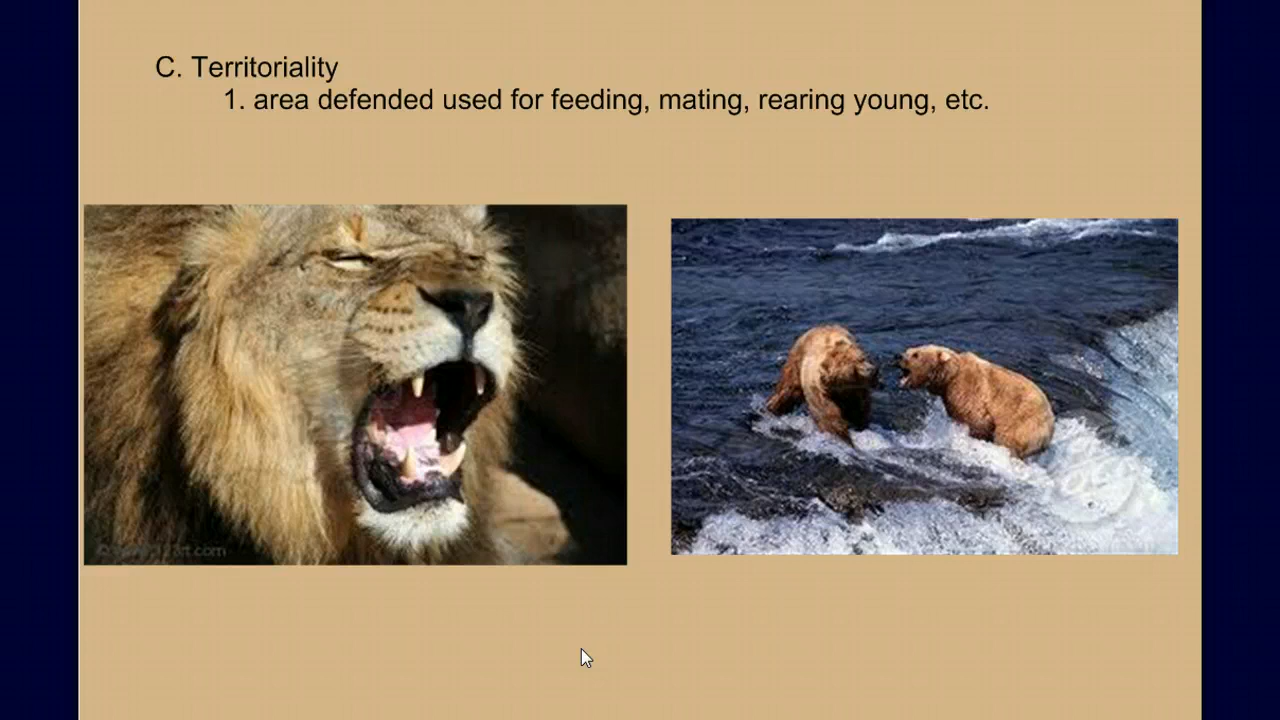 C. Territoriality
1. area defended used for feeding, mating, rearing young, etc.